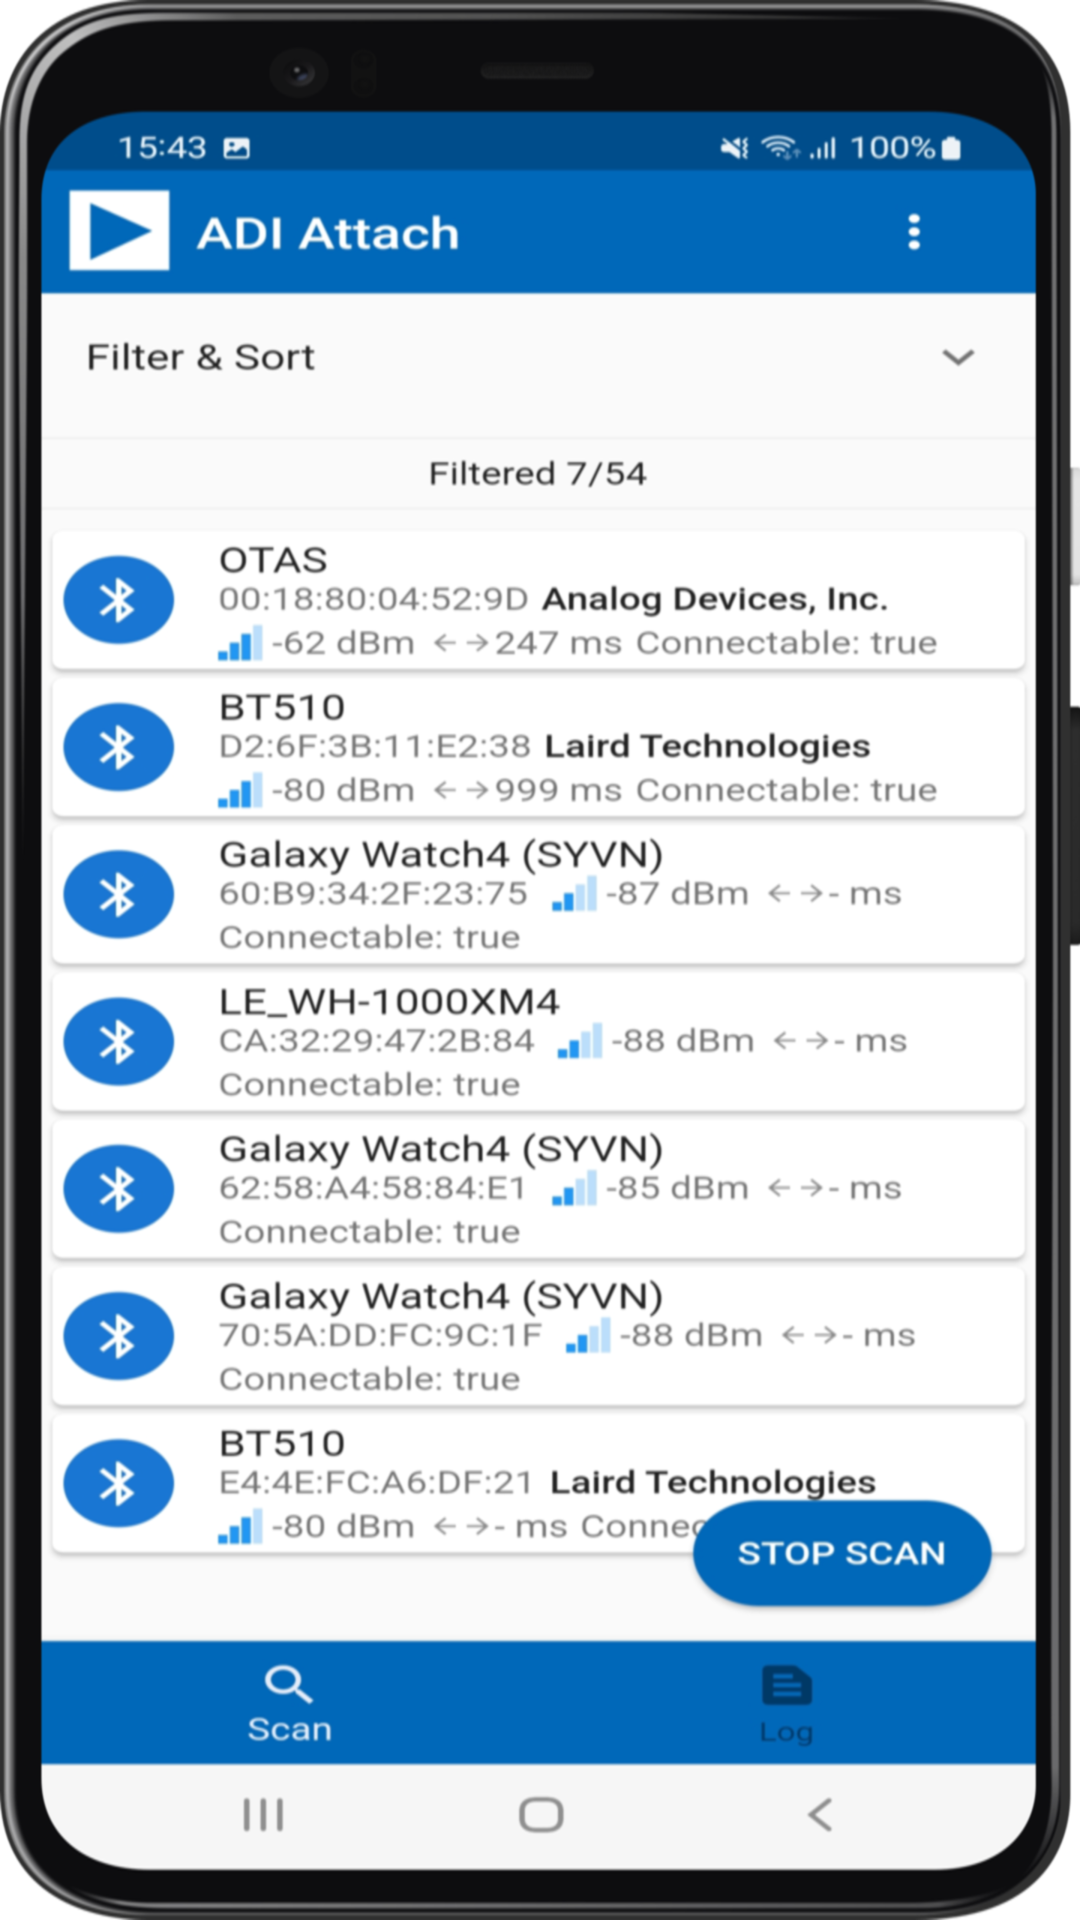 15:43 100%
ADI Attach
Filter & Sort
Filtered 7/54
OTAS
00:18:80:04:52:9D Analog Devices, Inc.
-62 dBm 247 ms Connectable: true
BT510
D2:6F:3B:11:E2:38 Laird Technologies
-80 dBm 999 ms Connectable: true
Galaxy Watch4 (SYVN)
60:B9:34:2F:23:75 -87 dBm - ms
Connectable: true
LE_WH-1000XM4
CA:32:29:47:2B:84 -88 dBm - ms
Connectable: true
Galaxy Watch4 (SYVN)
62:58:A4:58:84:E1 -85 dBm - ms
Connectable: true
Galaxy Watch4 (SYVN)
70:5A:DD:FC:9C:1F -88 dBm - ms
Connectable: true
BT510
E4:4E:FC:A6:DF:21 Laird Technologies
-80 dBm - ms Connec
STOP SCAN
Scan Log